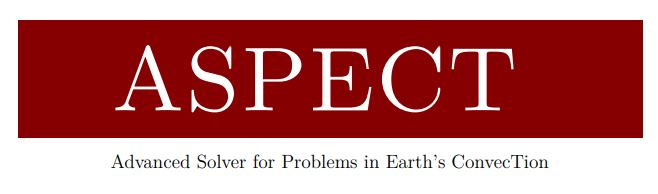 ASPECT
Advanced Solver for Problems in Earth's ConvecTion